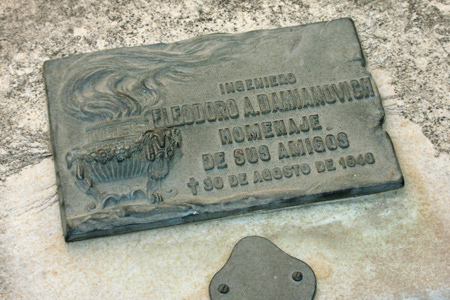 INGENIERO
ELEODORO A. DAMIANOVICH
HOMENAJE
DE SUS AMIGOS
† 30 DE AGOSTO DE 1940